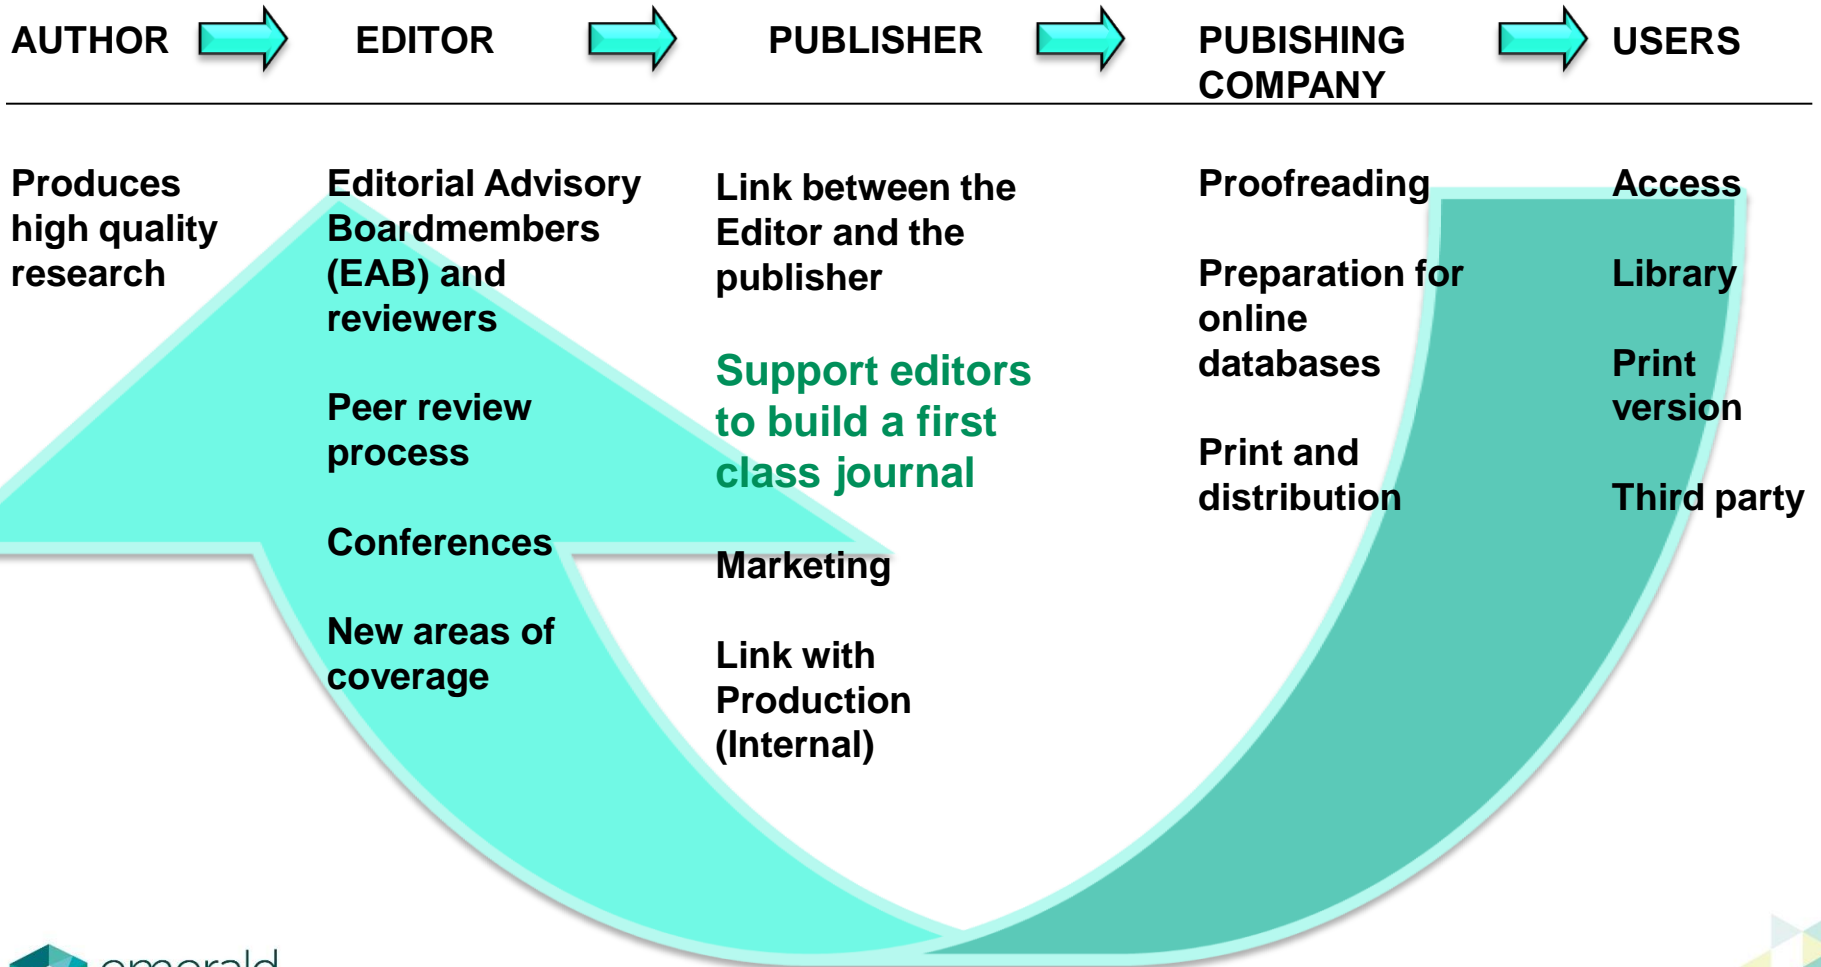 AUTHOR
EDITOR
PUBLISHER
PUBISHING
COMPANY
USERS
Produces
high quality
research
Editorial Advisory
Boardmembers
(EAB) and
reviewers
Peer review
process
Conferences
New areas of
coverage
Link between the
Editor and the
publisher
Support editors
to build a first
class journal
Marketing
Link with
Production
(Internal)
Proofreading
Preparation for
online
databases
Print and
distribution
Access
Library
Print
version
Third party
emerald